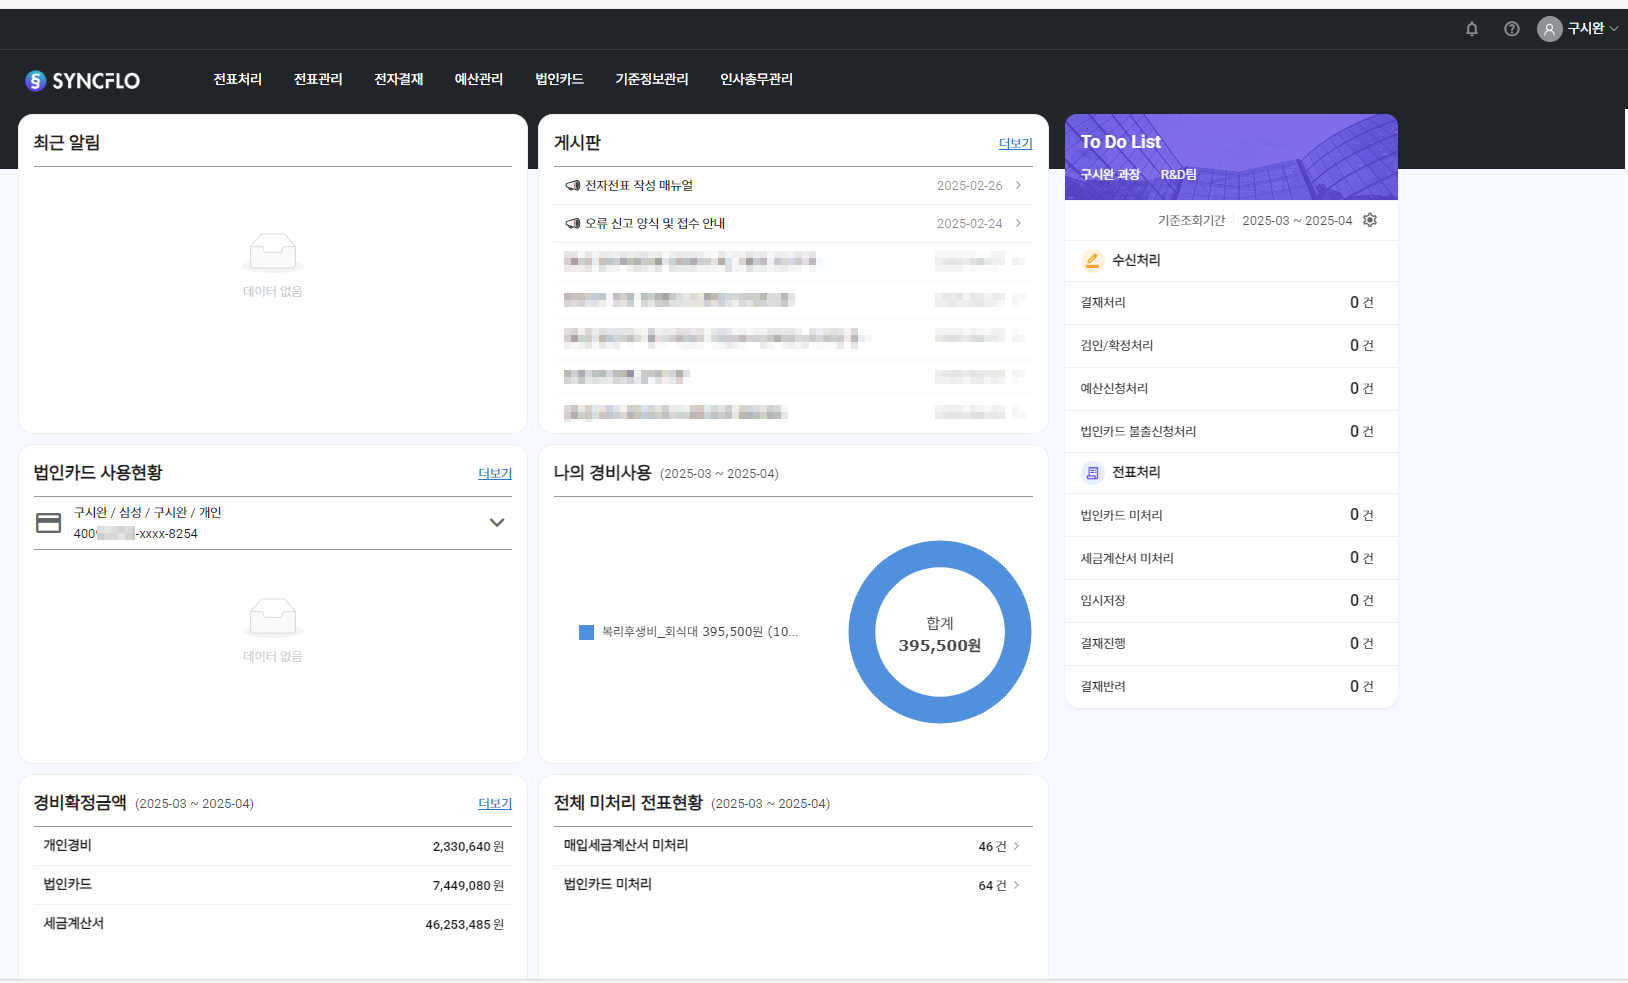 구시완
SYNCFLO
전표처리 전표관리 전자결재 예산관리 법인카드 기준정보관리 인사총무관리
최근 알림
데이터 없음
게시판 더보기
전자전표 작성 매뉴얼 2025-02-26
오류 신고 양식 및 접수 안내 2025-02-24
To Do List
구시완 과장 R&D팀
기준조회기간 2025-03 ~ 2025-04
수신처리
결재처리 0 건
검인/확정처리 0 건
예산신청처리 0 건
법인카드 불출신청처리 0 건
전표처리
법인카드 미처리 0 건
세금계산서 미처리 0 건
임시저장 0 건
결재진행 0 건
결재반려 0 건
법인카드 사용현황 더보기
구시완 / 삼성 / 구시완 / 개인
400 -xxxx-8254
데이터 없음
나의 경비사용 (2025-03 ~ 2025-04)
복리후생비_회식대 395,500원 (10...
합계
395,500원
경비확정금액 (2025-03 ~ 2025-04) 더보기
개인경비 2,330,640 원
법인카드 7,449,080 원
세금계산서 46,253,485 원
전체 미처리 전표현황 (2025-03 ~ 2025-04)
매입세금계산서 미처리 46 건
법인카드 미처리 64 건